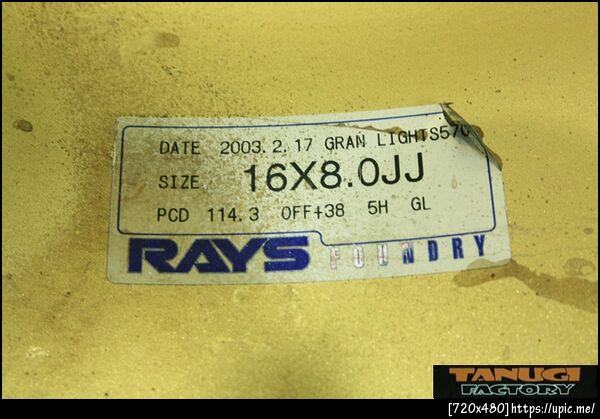 DATE 2003.2.17 GRAN LIGHTS570
SIZE 16X8.0JJ
PCD 114.3 OFF+38 5H GL
RAYS FOUNDRY
TANUGI
FACTORY
[720x480]https://upic.me/